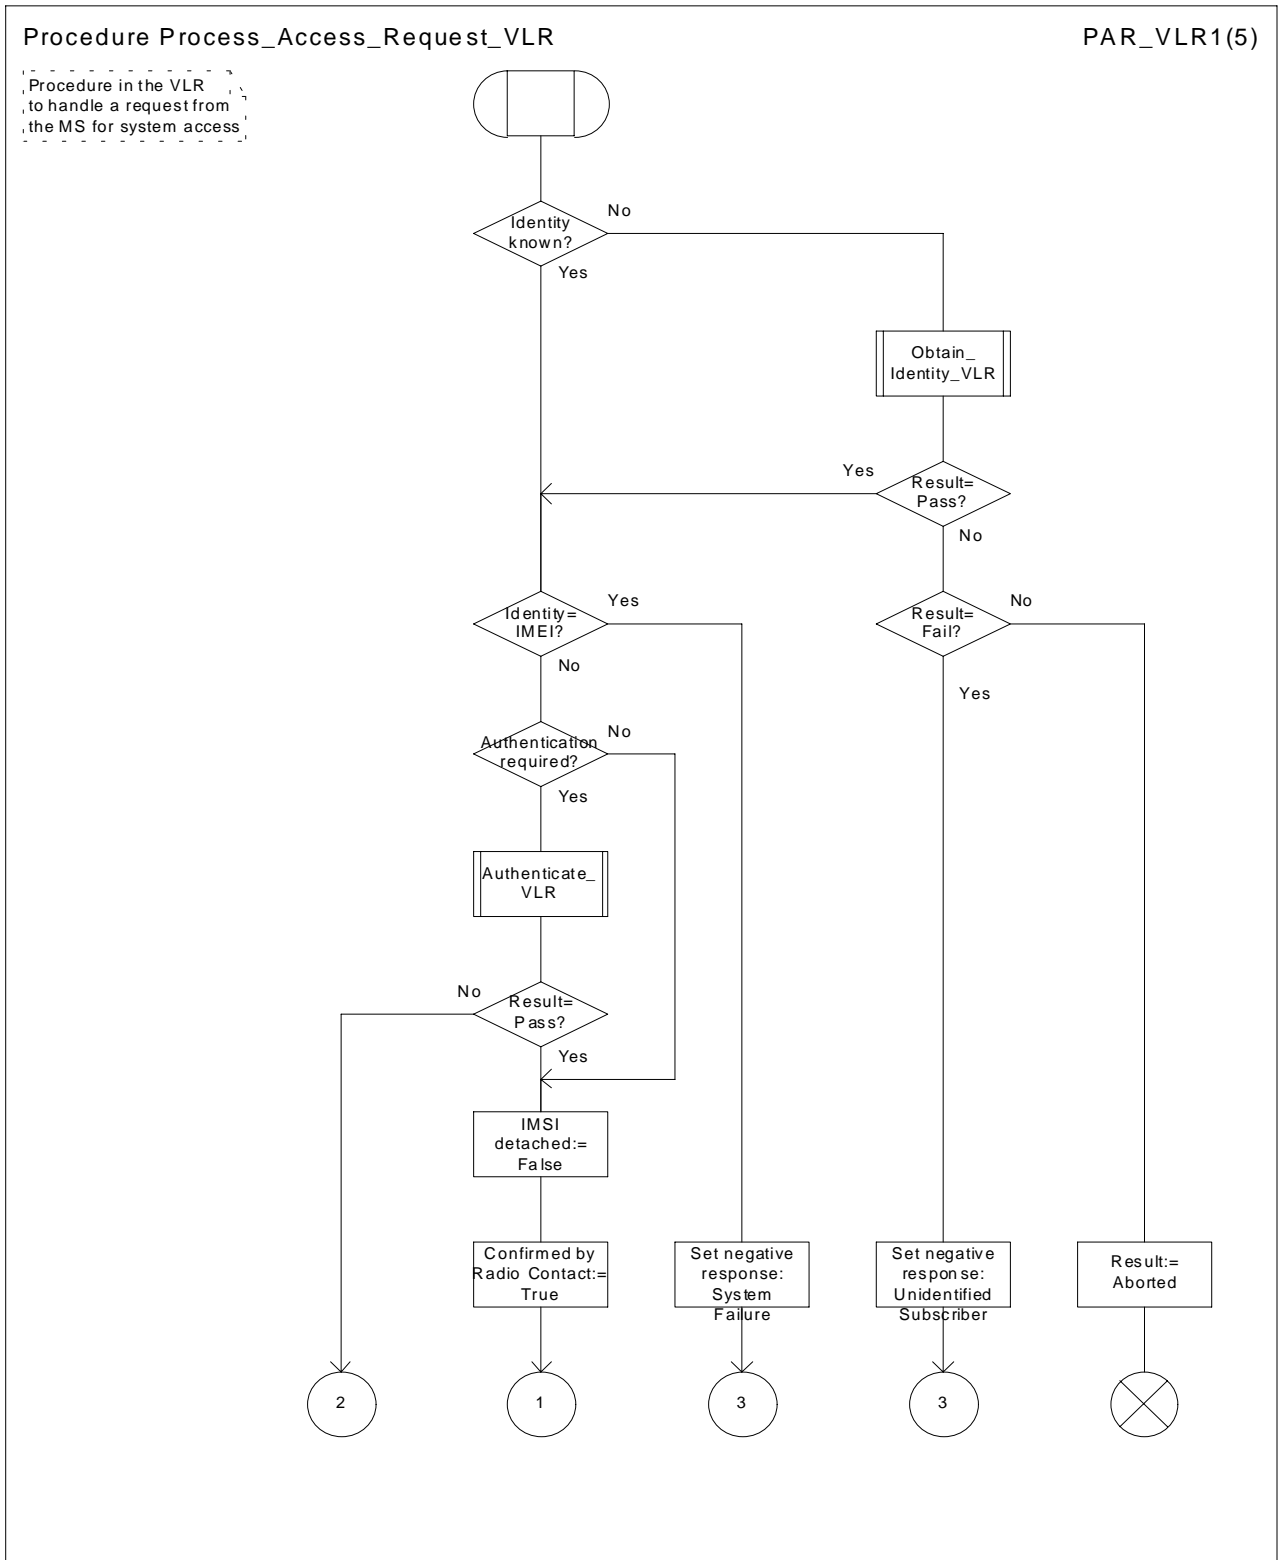 Procedure Process_Access_Request_VLR
PAR_VLR1(5)
Procedure in the VLR
to handle a request from
the MS for system access
Identity
known?
No
Yes
Obtain_
Identity_VLR
Yes
Result=
Pass?
No
Identity=
IMEI?
Yes
No
Result=
Fail?
No
Yes
Authentication
required?
No
Yes
Authenticate_
VLR
No
Result=
Pass?
Yes
IMSI
detached:=
False
Confirmed by
Radio Contact:=
True
Set negative
response:
System
Failure
Set negative
response:
Unidentified
Subscriber
Result:=
Aborted
2
1
3
3